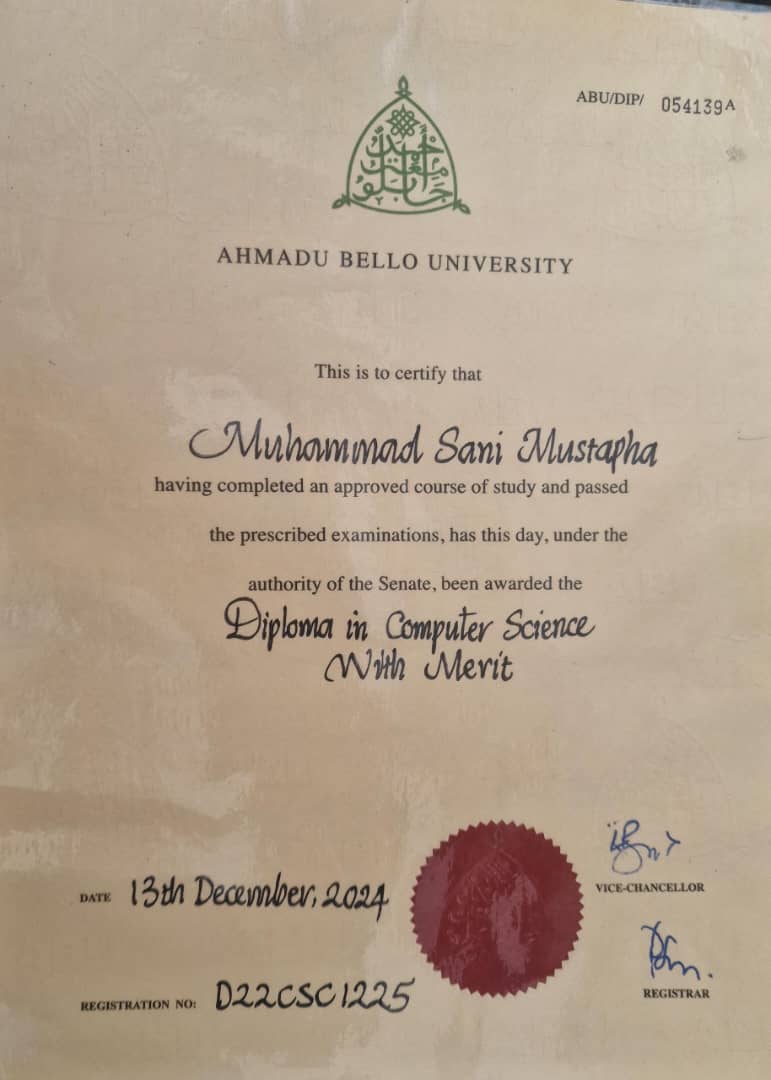 ABU/DIP/ 054139A
AHMADU BELLO UNIVERSITY
This is to certify that
Muhammad Sani Mustapha
having completed an approved course of study and passed
the prescribed examinations, has this day, under the
authority of the Senate, been awarded the
Diploma in Computer Science
With Merit
VICE-CHANCELLOR
DATE 13th December, 2024
REGISTRAR
REGISTRATION NO: D22CSC1225